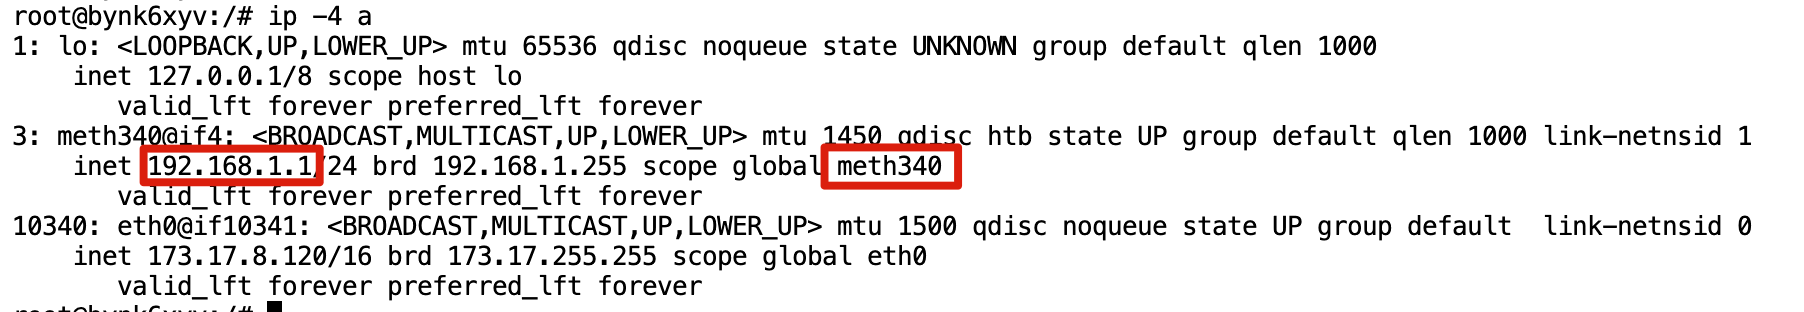 root@bynk6xyv:/# ip -4 a
1: lo: <LOOPBACK,UP,LOWER_UP> mtu 65536 qdisc noqueue state UNKNOWN group default qlen 1000
inet 127.0.0.1/8 scope host lo
valid_lft forever preferred_lft forever
3: meth340@if4: <BROADCAST,MULTICAST,UP,LOWER_UP> mtu 1450 qdisc htb state UP group default qlen 1000 link-netnsid 1
inet 192.168.1.1/24 brd 192.168.1.255 scope global meth340
valid_lft forever preferred_lft forever
10340: eth0@if10341: <BROADCAST,MULTICAST,UP,LOWER_UP> mtu 1500 qdisc noqueue state UP group default link-netnsid 0
inet 173.17.8.120/16 brd 173.17.255.255 scope global eth0
valid_lft forever preferred_lft forever
root@bynk6xyv:/#